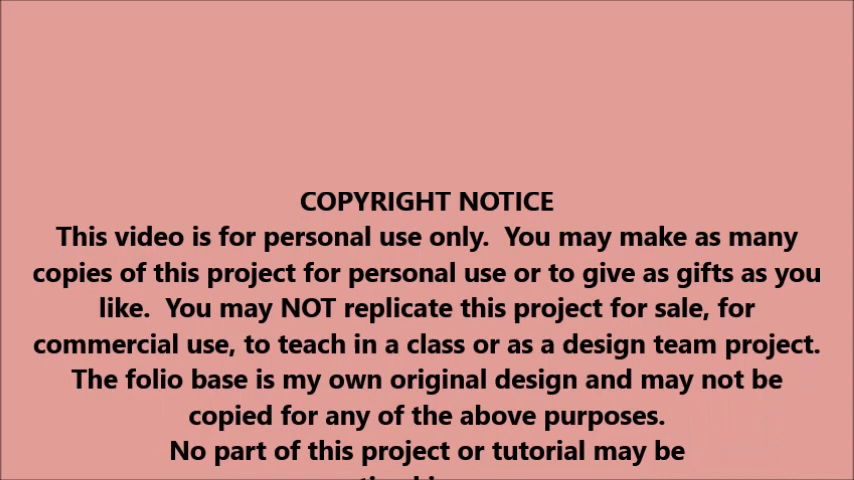 COPYRIGHT NOTICE
This video is for personal use only.  You may make as many
copies of this project for personal use or to give as gifts as you
like.  You may NOT replicate this project for sale, for
commercial use, to teach in a class or as a design team project.
The folio base is my own original design and may not be
copied for any of the above purposes.
No part of this project or tutorial may be